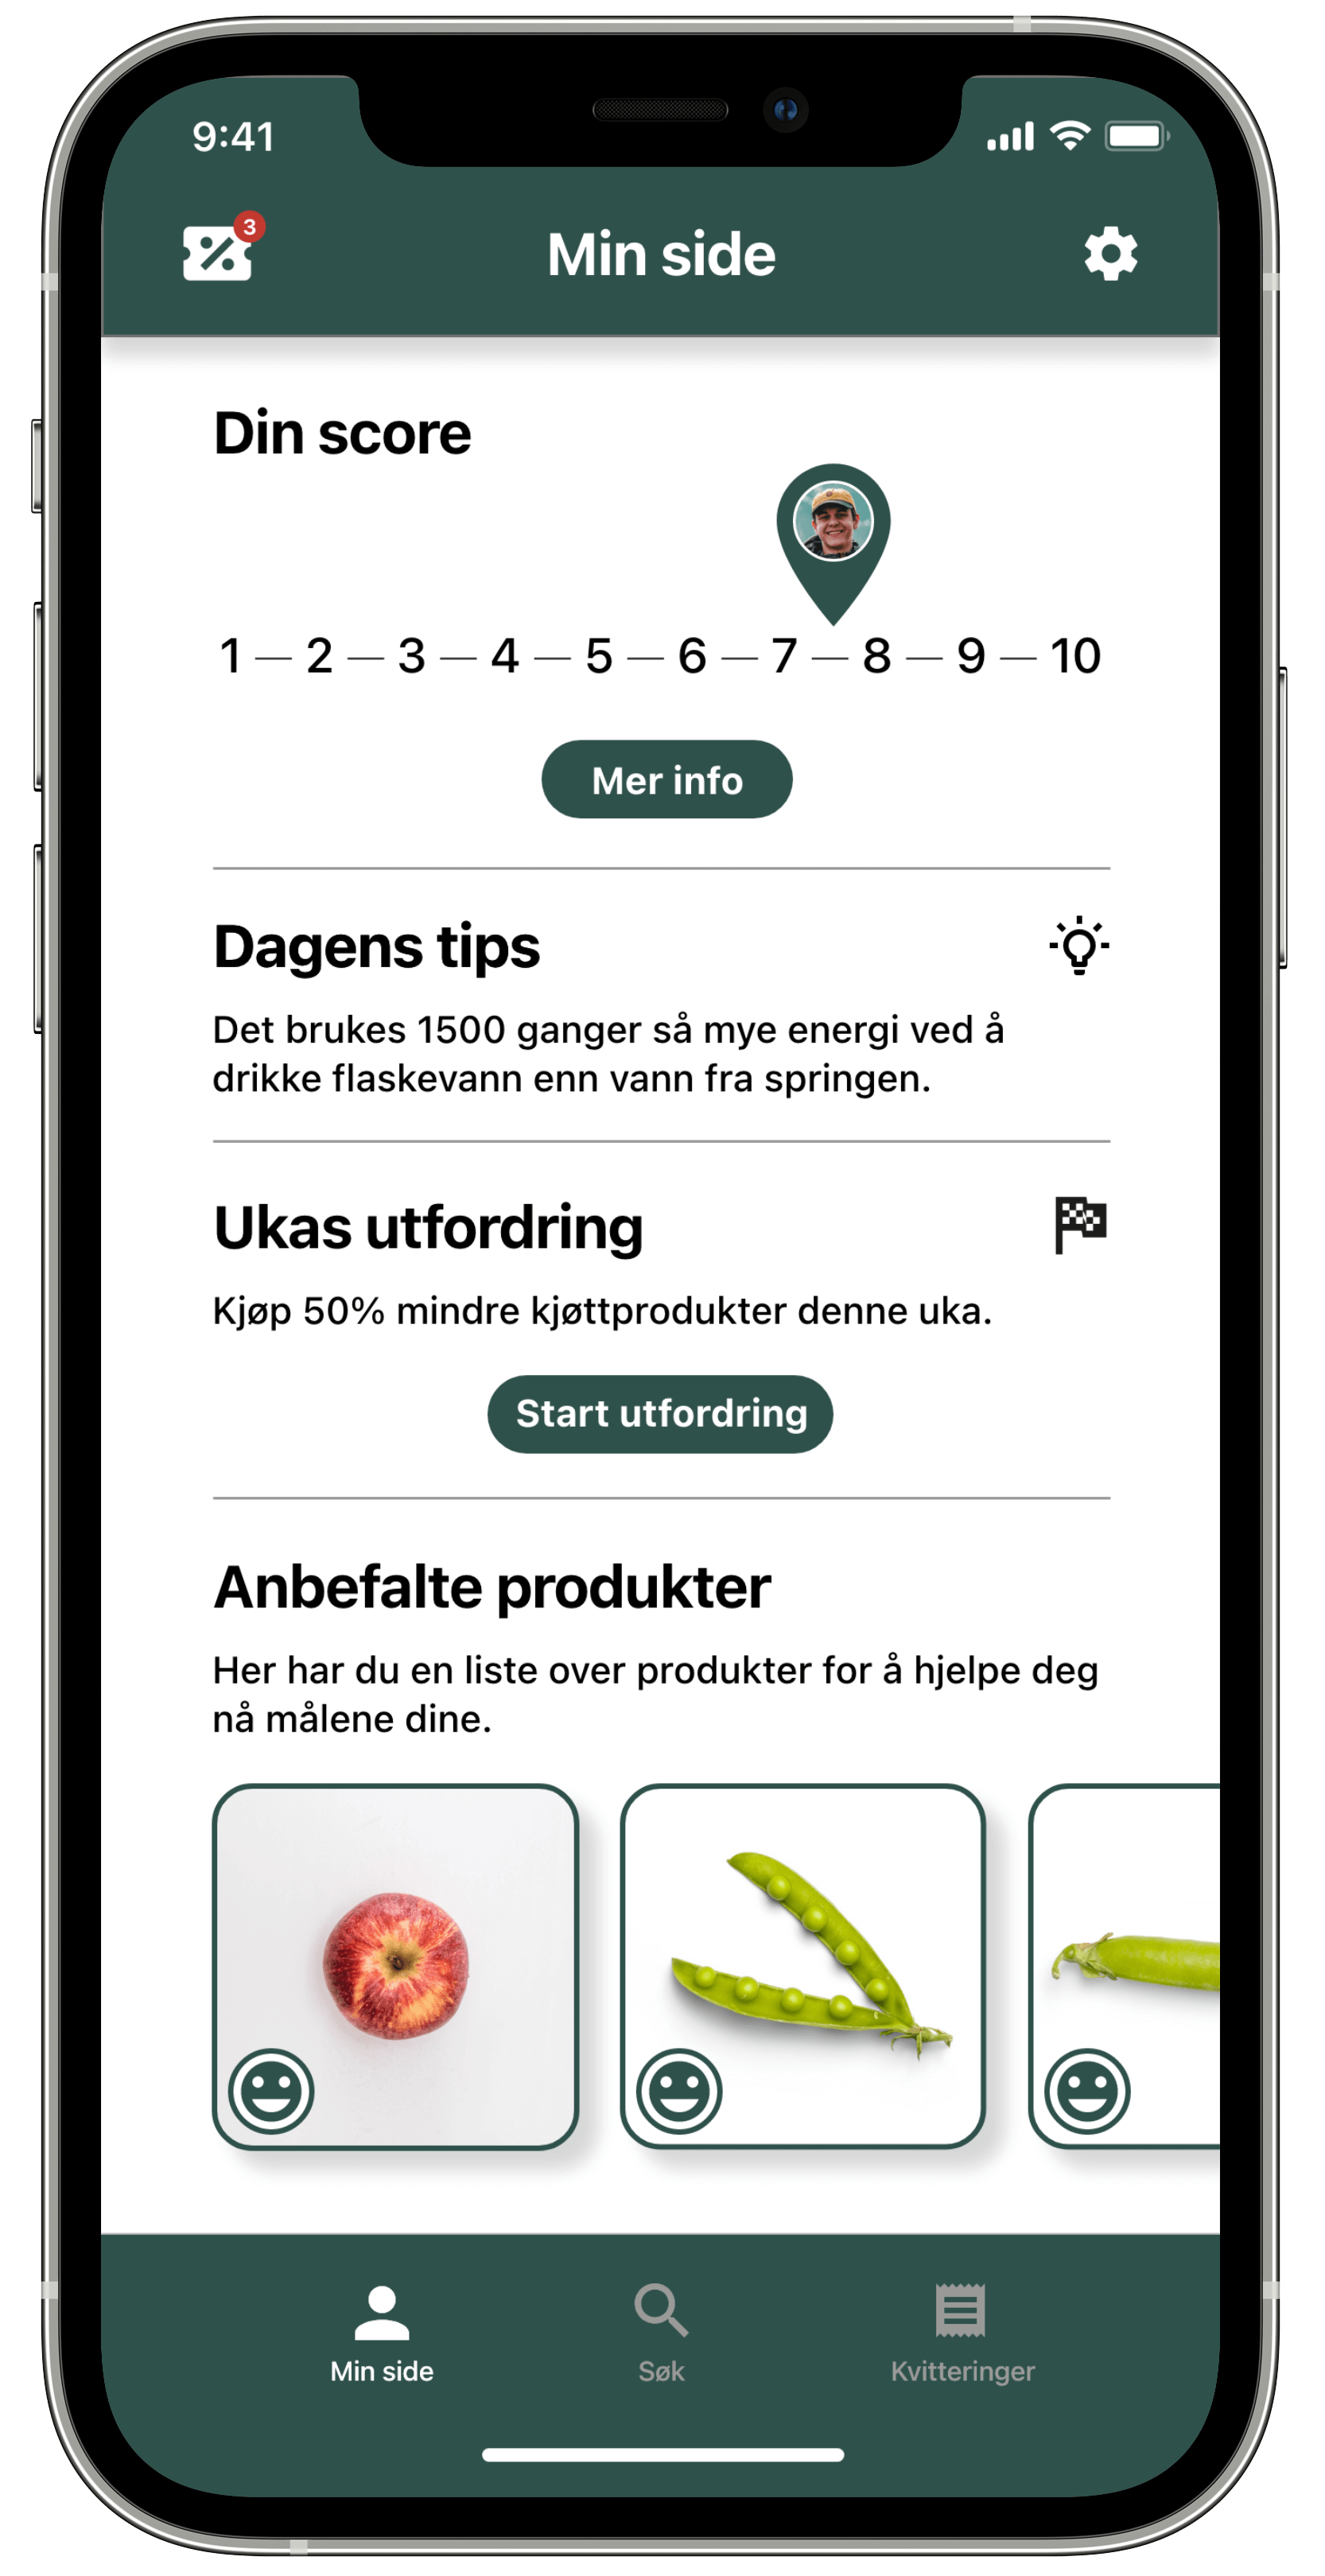 9:41
3
Min side
Din score
1 — 2 — 3 — 4 — 5 — 6 — 7 — 8 — 9 — 10
Mer info
Dagens tips
Det brukes 1500 ganger så mye energi ved å
drikke flaskevann enn vann fra springen.
Ukas utfordring
Kjøp 50% mindre kjøttprodukter denne uka.
Start utfordring
Anbefalte produkter
Her har du en liste over produkter for å hjelpe deg
nå målene dine.
Min side
Søk
Kvitteringer